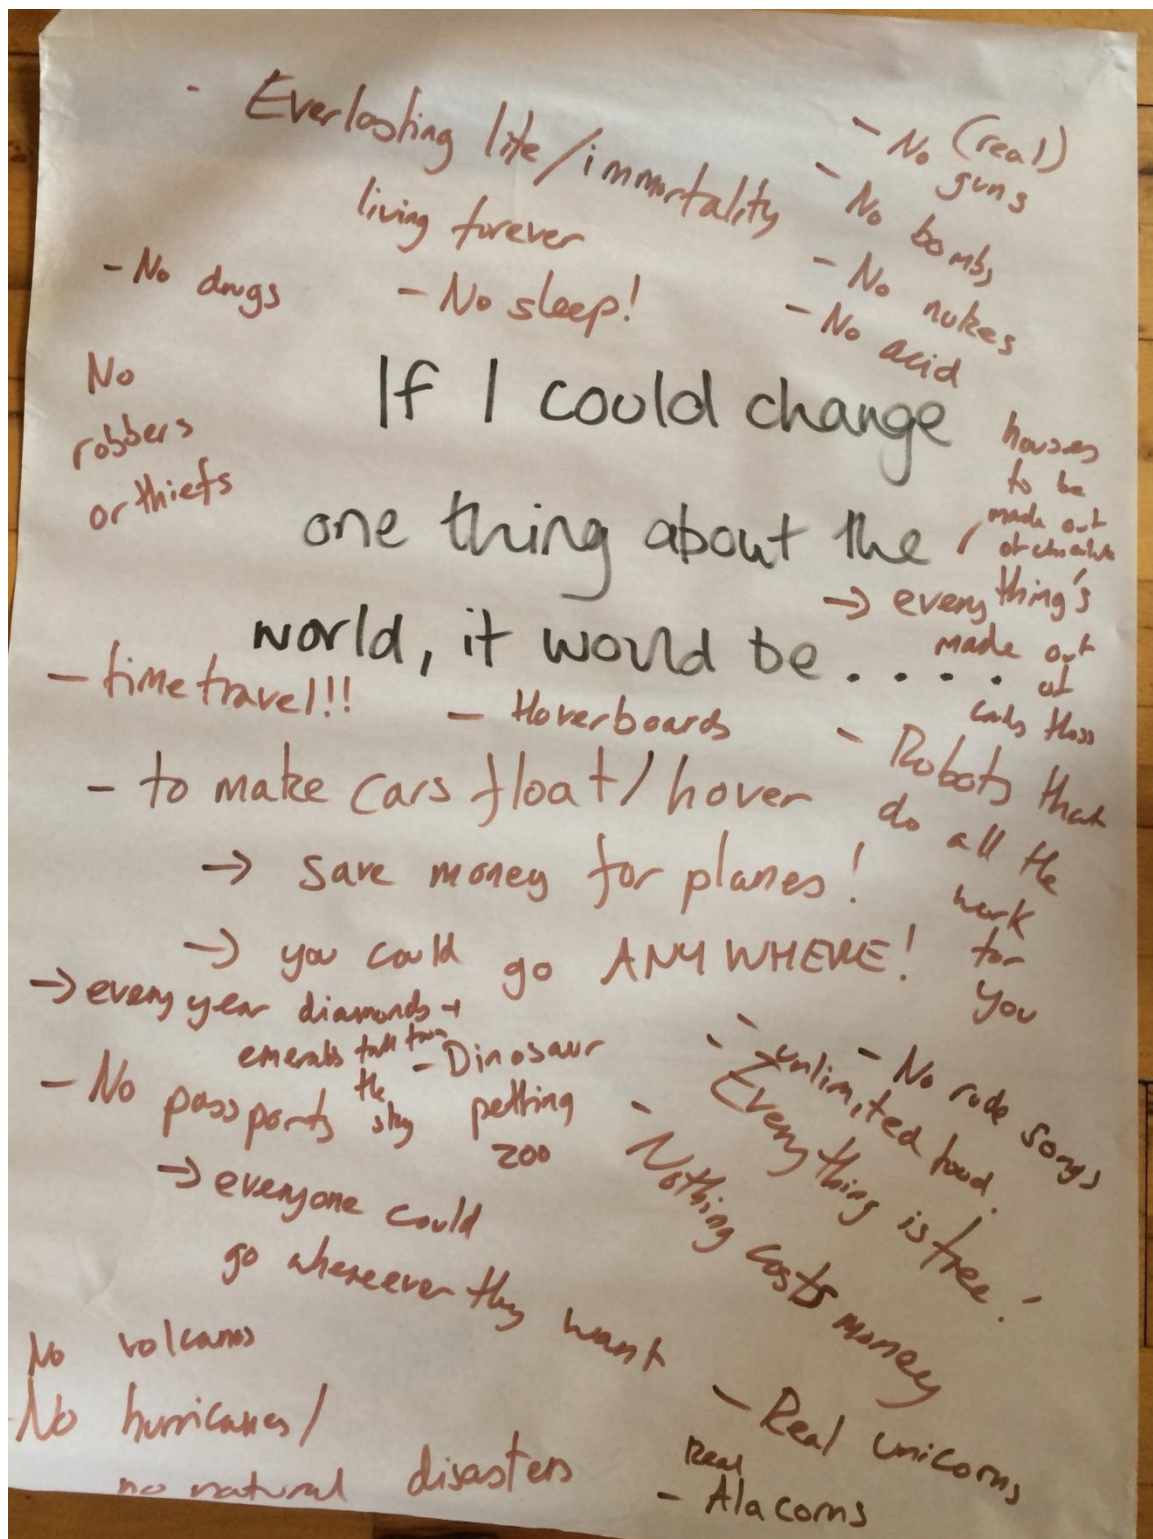 - Everlasting life/immortality
living forever
- No (real)
guns
- No bombs
- No nukes
- No acid
- No drugs
- No sleep!
No
robbers
or thiefs
If I could change
one thing about the
world, it would be . . . .
houses
to be
made out
of chocolate
→ everything's
made out
of
candy floss
- time travel!!
- Hoverboards
- Robots that
do all the
work
for
you
- to make cars float/hover
→ save money for planes!
→ you could go ANYWHERE!
→ every year diamonds +
emeralds fall from
the
sky
- Dinosaur
petting
zoo
- No passports
→ everyone could
go whereever they want
- unlimited food!
- No rude songs
- Everything is free!
- Nothing costs money
No volcanos
- No hurricanes/
no natural disasters
- Real unicorns
Real
- Alacorns